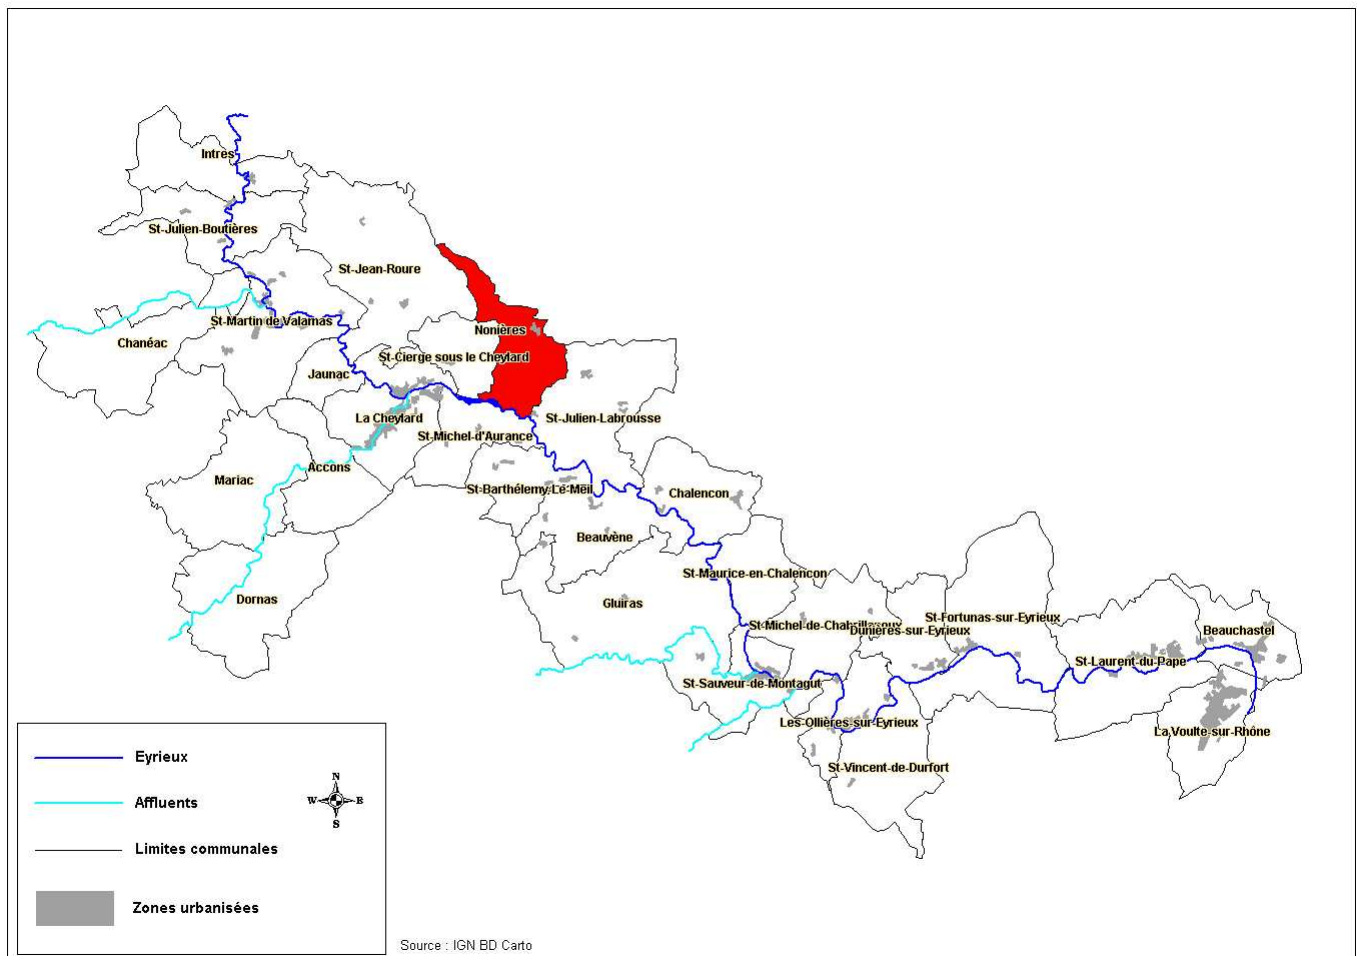 Intres
St-Julien-Boutières
St-Jean-Roure
St-Martin de Valamas
Nonières
Chanéac
St-Cierge sous le Cheylard
Jaunac
La Cheylard
St-Julien-Labrousse
St-Michel-d'Aurance
Accons
Mariac
St-Barthélemy-Le-Meil
Chalencon
Beauvène
St-Maurice-en-Chalencon
Dornas
Gluiras
St-Fortunas-sur-Eyrieux
St-Michel-de-Chabrillanoux
Dunières-sur-Eyrieux
Beauchastel
St-Laurent-du-Pape
St-Sauveur-de-Montagut
Les-Ollières-sur-Eyrieux
La Voulte-sur-Rhône
St-Vincent-de-Durfort
Eyrieux
Affluents
Limites communales
Zones urbanisées
N
W E
S
Source : IGN BD Carto